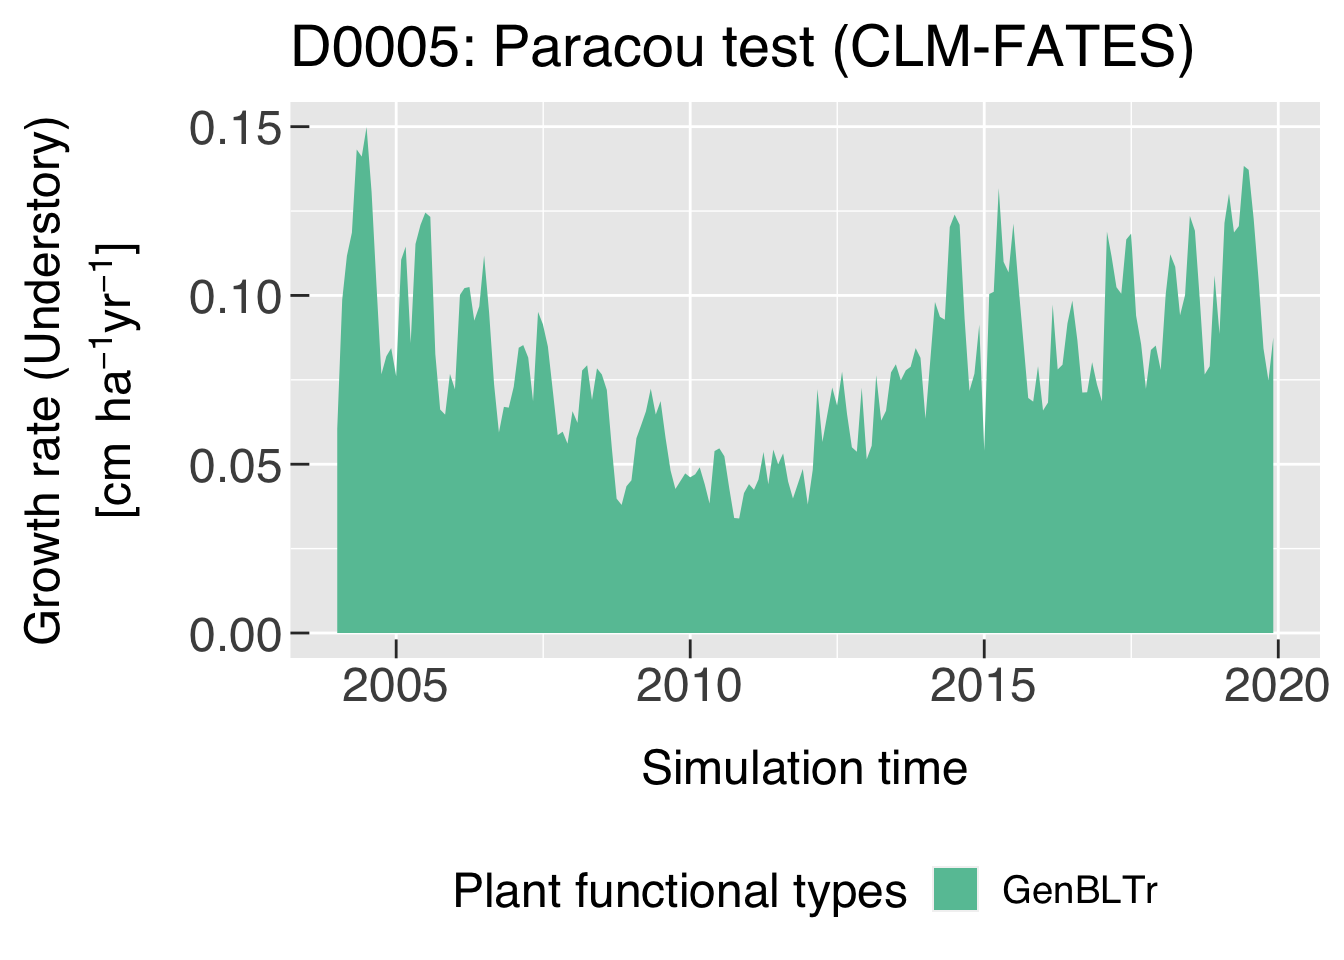 D0005: Paracou test (CLM-FATES)
Growth rate (Understory)
[cm ha⁻¹yr⁻¹]
0.15
0.10
0.05
0.00
2005 2010 2015 2020
Simulation time
Plant functional types GenBLTr